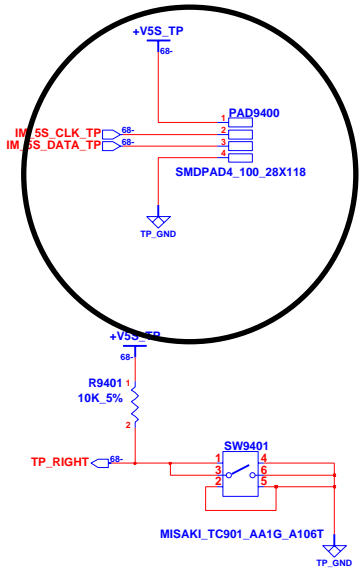 +V5S_TP
68-
PAD9400
1
IM_5S_CLK_TP 68- 2
IM_5S_DATA_TP 68- 3
4
SMDPAD4_100_28X118
TP_GND
+V5S_TP
68-
R9401 1
10K_5%
2
SW9401
TP_RIGHT 68- 1 4
3 6
2 5
MISAKI_TC901_AA1G_A106T
TP_GND